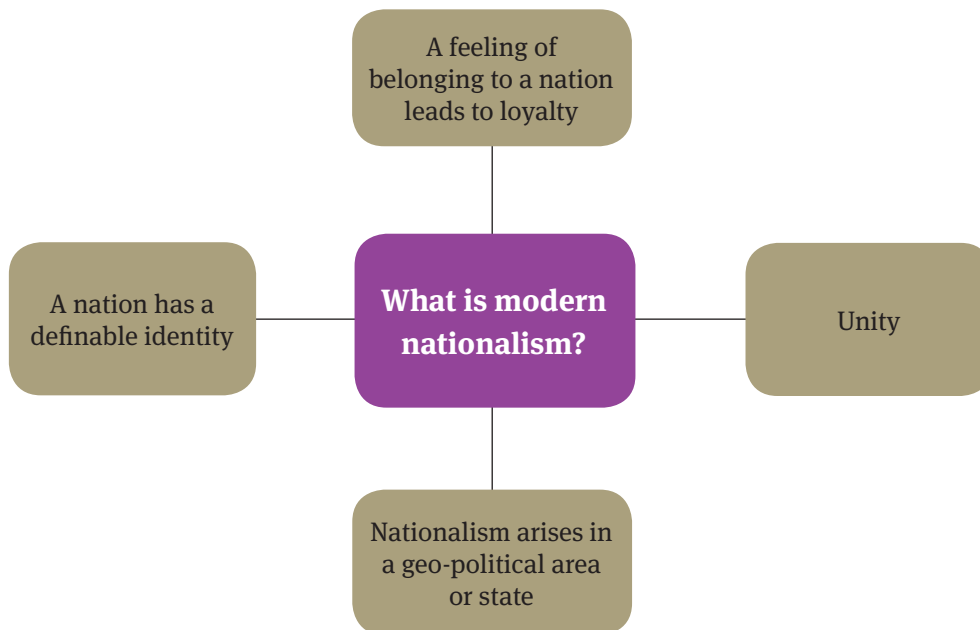 A feeling of
belonging to a nation
leads to loyalty
A nation has a
definable identity
What is modern
nationalism?
Unity
Nationalism arises in
a geo-political area
or state